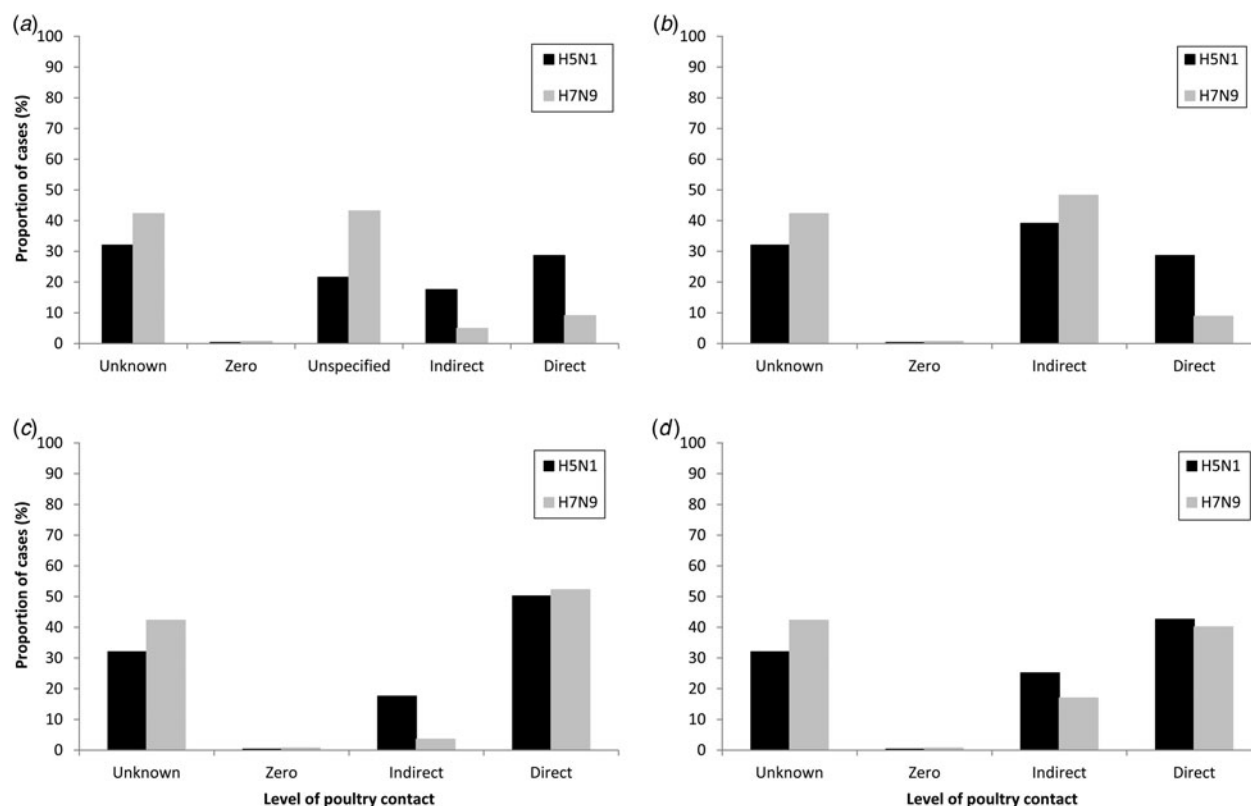 (a)
Proportion of cases (%)
100
90
80
70
60
50
40
30
20
10
0
H5N1
H7N9
Unknown Zero Unspecified Indirect Direct
(b)
100
90
80
70
60
50
40
30
20
10
0
H5N1
H7N9
Unknown Zero Indirect Direct
(c)
Proportion of cases (%)
100
90
80
70
60
50
40
30
20
10
0
H5N1
H7N9
Unknown Zero Indirect Direct
Level of poultry contact
(d)
100
90
80
70
60
50
40
30
20
10
0
H5N1
H7N9
Unknown Zero Indirect Direct
Level of poultry contact